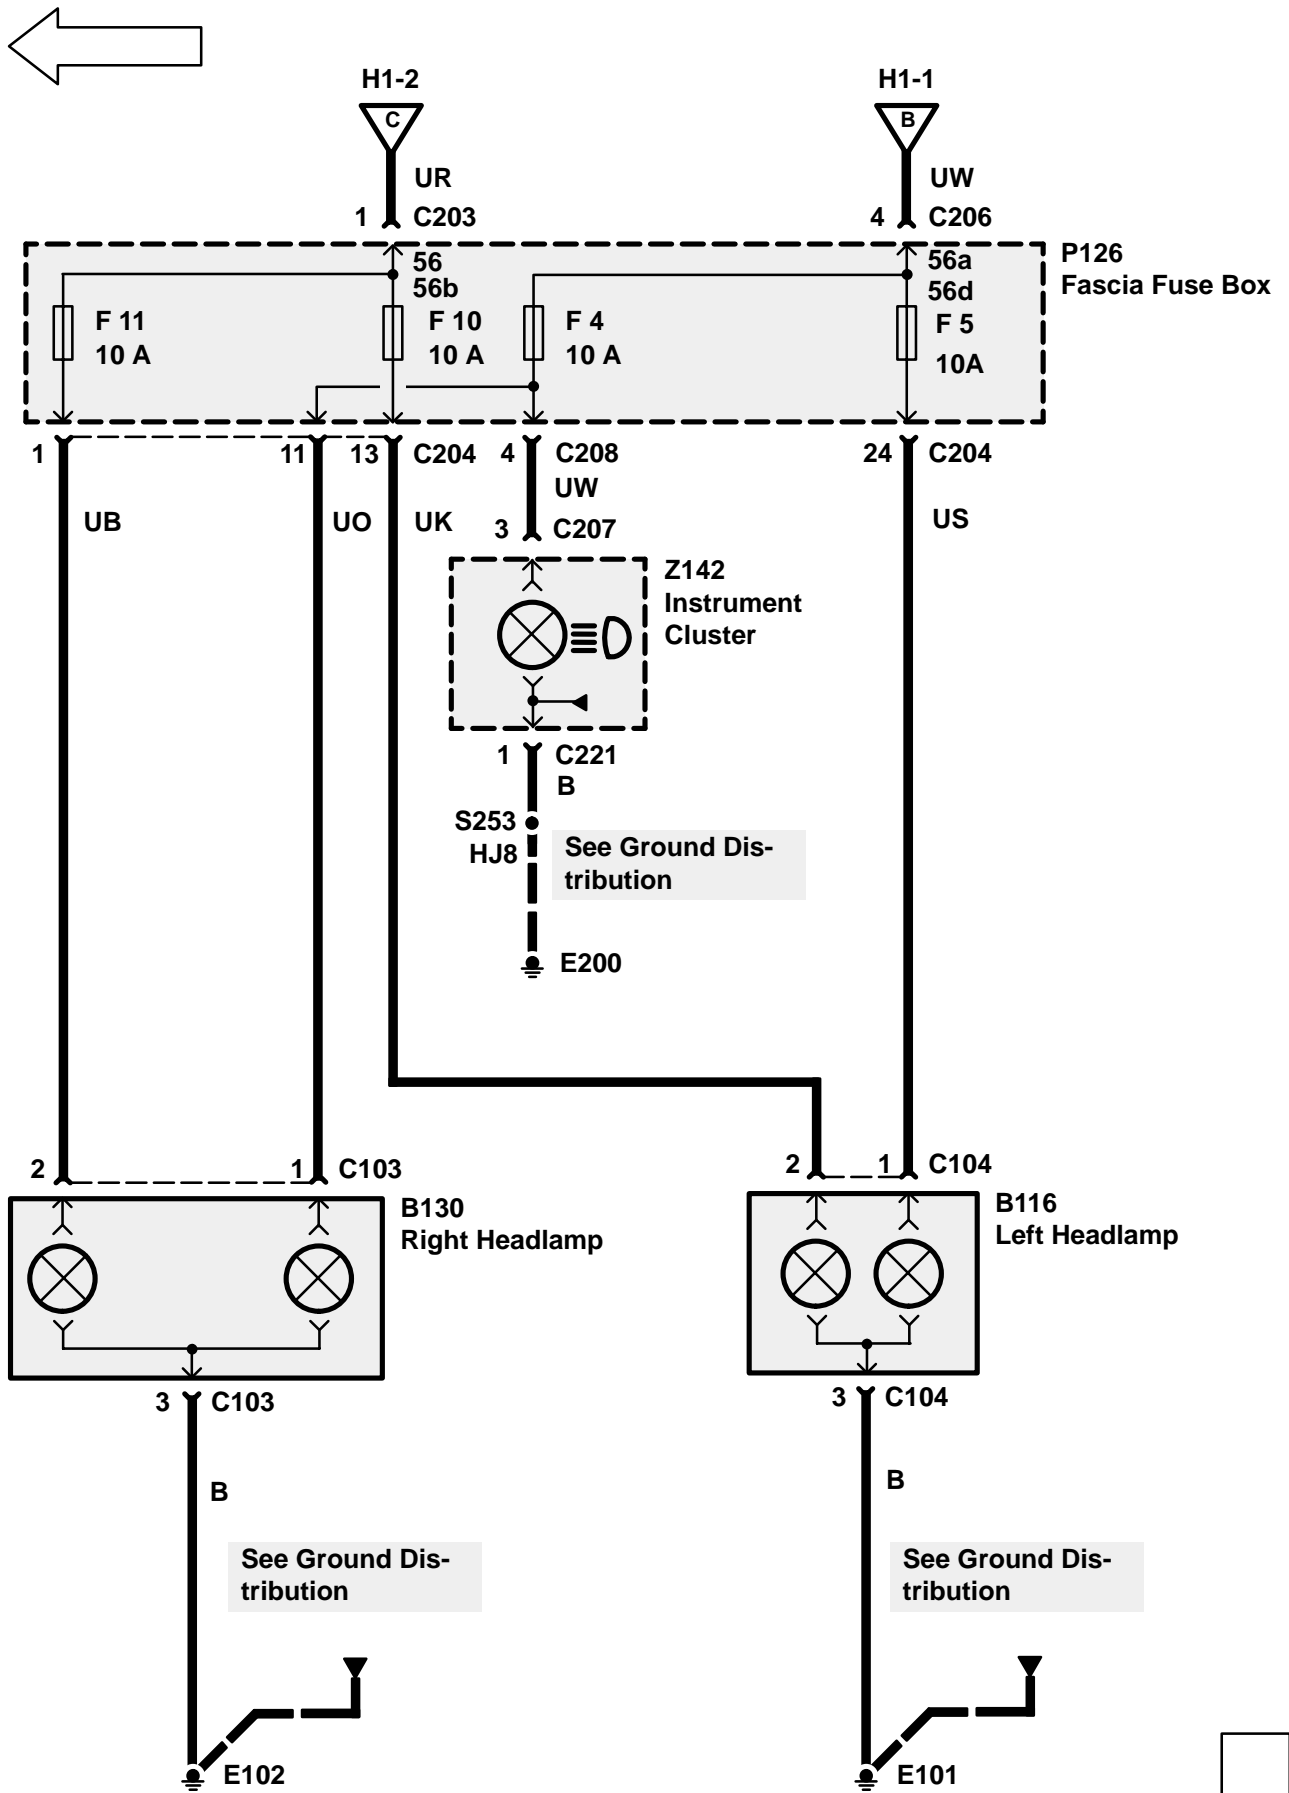 H1-2
H1-1
C
B
UR
UW
1 C203
4 C206
P126
Fascia Fuse Box
56
56b
56a
56d
F 11
10 A
F 10
10 A
F 4
10 A
F 5
10A
1
11
13 C204
4 C208
24 C204
UW
UB
UO
UK
US
3 C207
Z142
Instrument
Cluster
1 C221
B
S253
HJ8
See Ground Dis-
tribution
E200
2
1 C103
2
1 C104
B130
Right Headlamp
B116
Left Headlamp
3 C103
3 C104
B
B
See Ground Dis-
tribution
See Ground Dis-
tribution
E102
E101